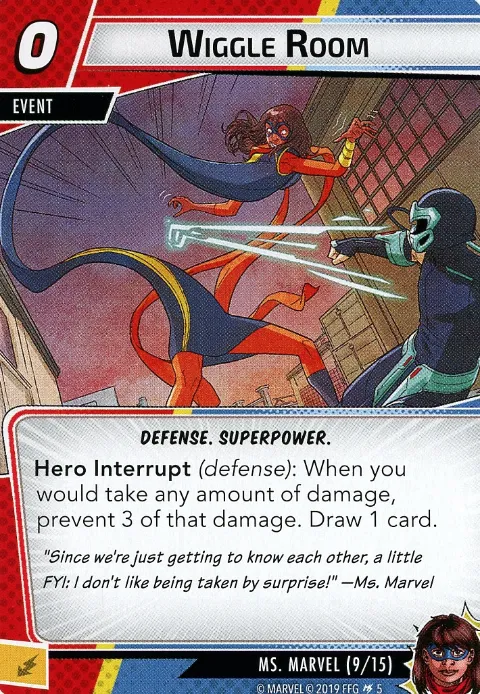 0
WIGGLE ROOM
EVENT
DEFENSE. SUPERPOWER.
Hero Interrupt (defense): When you
would take any amount of damage,
prevent 3 of that damage. Draw 1 card.
"Since we're just getting to know each other, a little
FYI: I don't like being taken by surprise!" —Ms. Marvel
MS. MARVEL (9/15)
© MARVEL © 2019 FFG 5